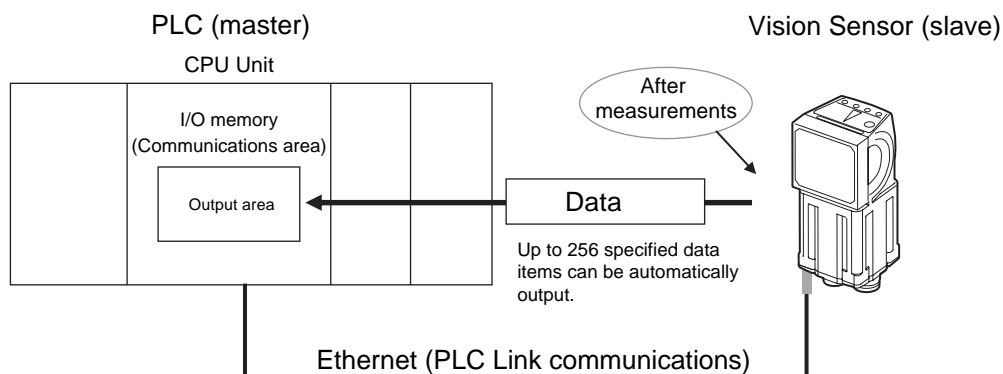 PLC (master)
Vision Sensor (slave)
CPU Unit
After
measurements
I/O memory
(Communications area)
Output area
Data
Up to 256 specified data
items can be automatically
output.
Ethernet (PLC Link communications)